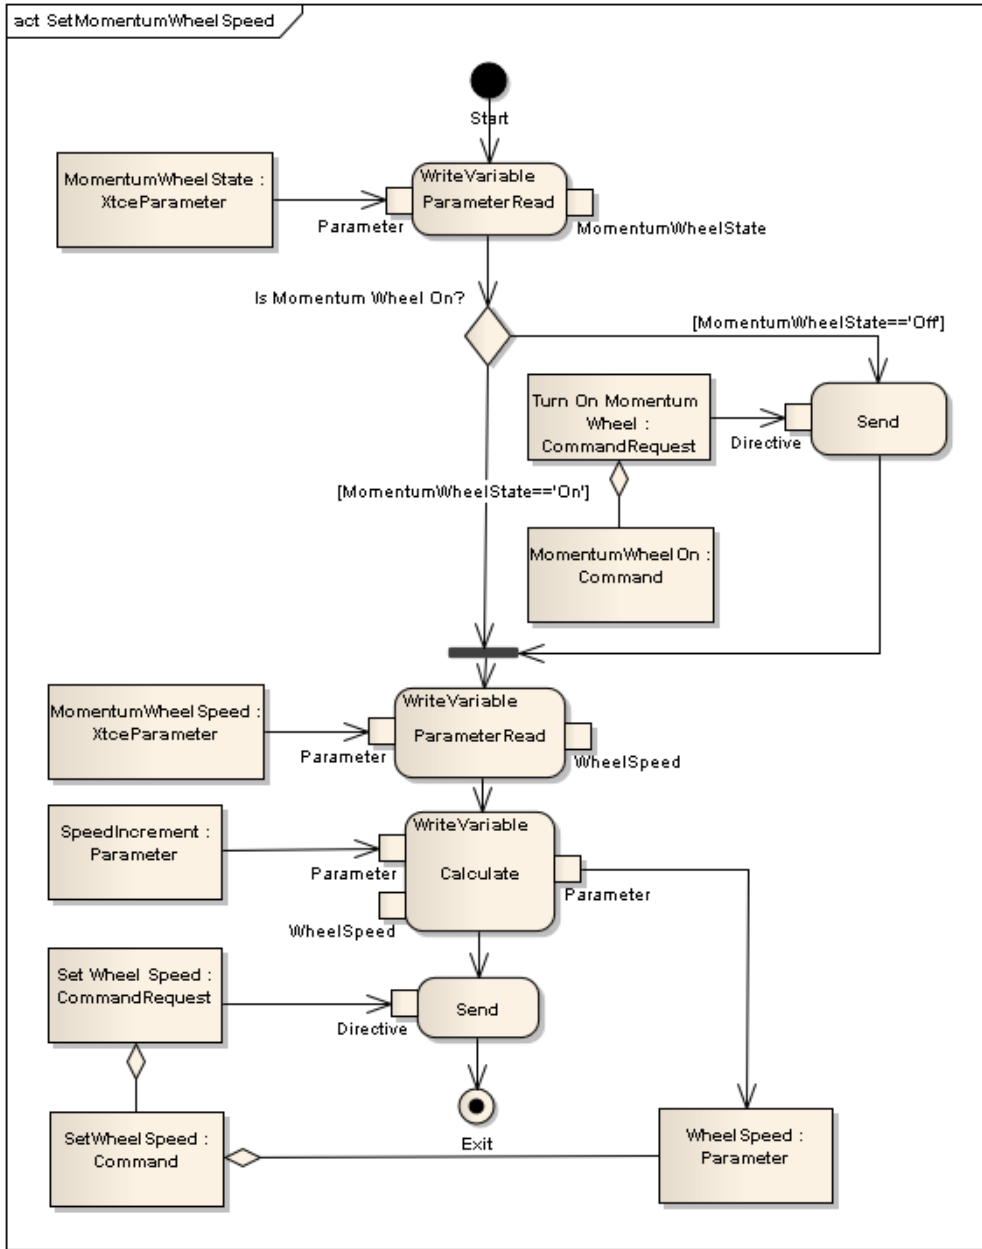 act SetMomentumWheelSpeed
Start
MomentumWheelState :
XtceParameter
Parameter
WriteVariable
ParameterRead
MomentumWheelState
Is Momentum Wheel On?
[MomentumWheelState=='Off']
Turn On Momentum
Wheel :
CommandRequest
Directive
Send
[MomentumWheelState=='On']
MomentumWheelOn :
Command
MomentumWheelSpeed :
XtceParameter
Parameter
WriteVariable
ParameterRead
WheelSpeed
SpeedIncrement :
Parameter
Parameter
WheelSpeed
WriteVariable
Calculate
Parameter
Set Wheel Speed :
CommandRequest
Directive
Send
Exit
SetWheelSpeed :
Command
WheelSpeed :
Parameter